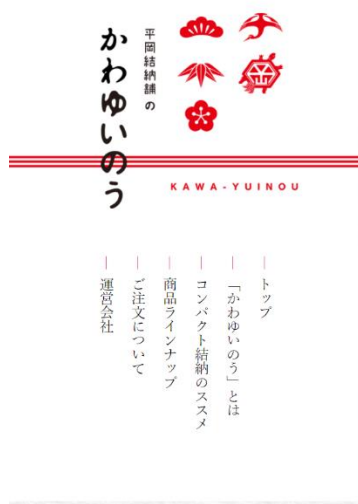 平岡結納舗の
かわゆいのう
岡
KAWA-YUINOU
トップ
「かわゆいのう」とは
コンパクト結納のススメ
商品ラインナップ
ご注文について
運営会社